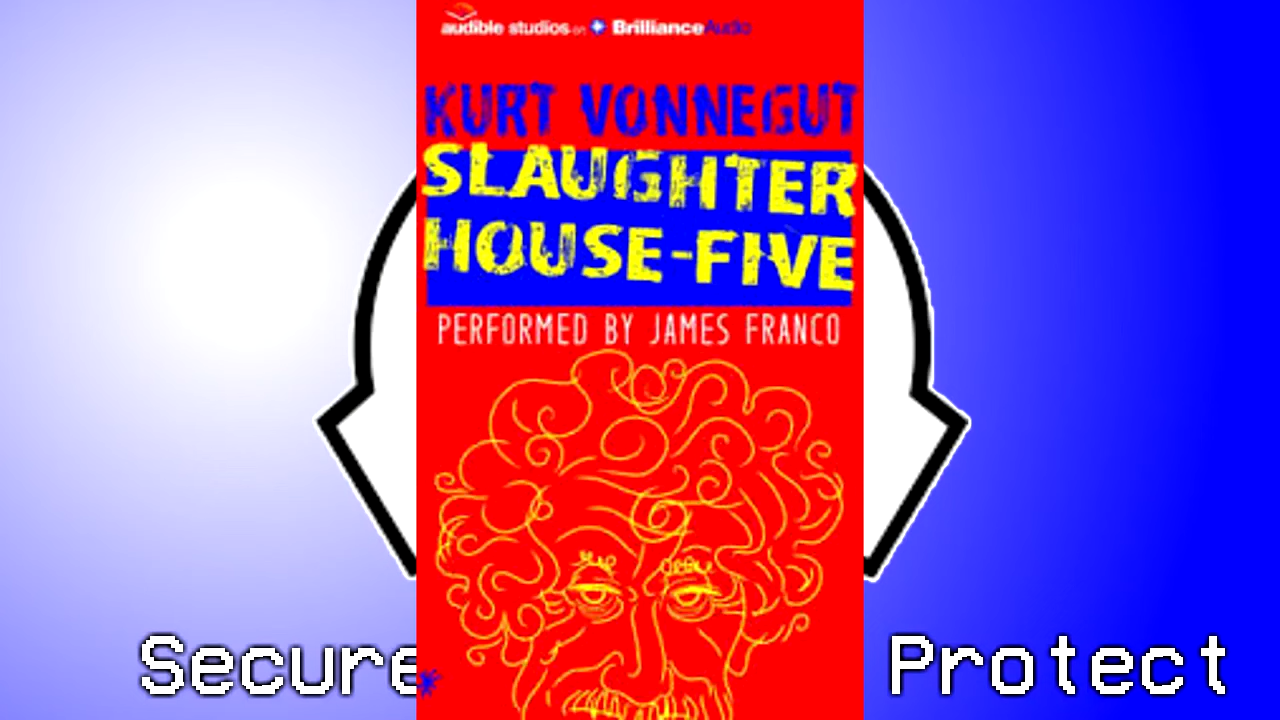 audible studios on Brilliance Audio
KURT VONNEGUT
SLAUGHTER
HOUSE-FIVE
PERFORMED BY JAMES FRANCO
Secure Protect